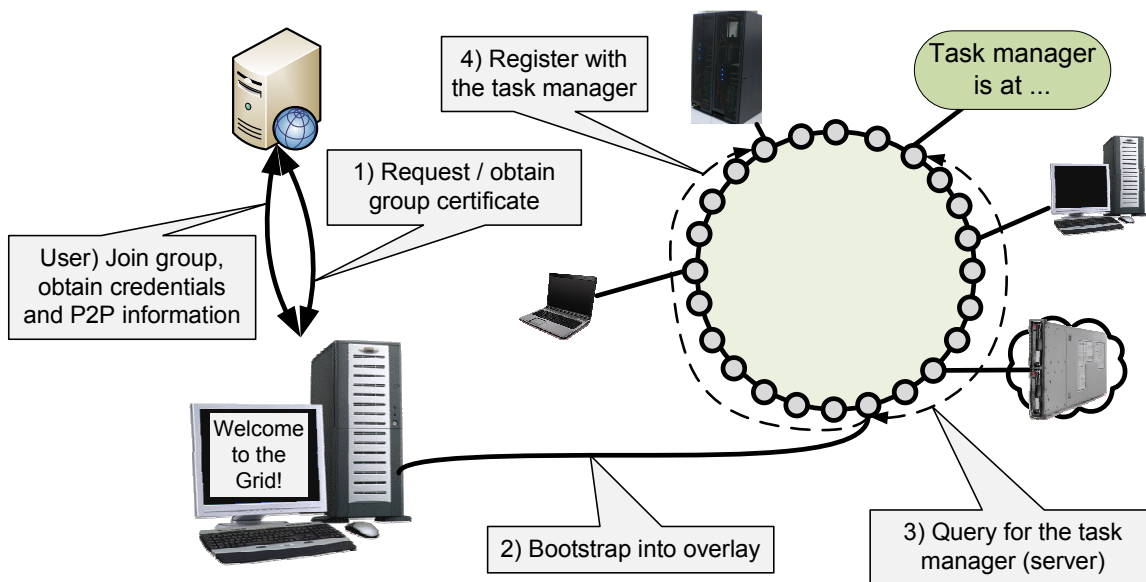 4) Register with
the task manager
Task manager
is at ...
1) Request / obtain
group certificate
User) Join group,
obtain credentials
and P2P information
Welcome
to the
Grid!
2) Bootstrap into overlay
3) Query for the task
manager (server)